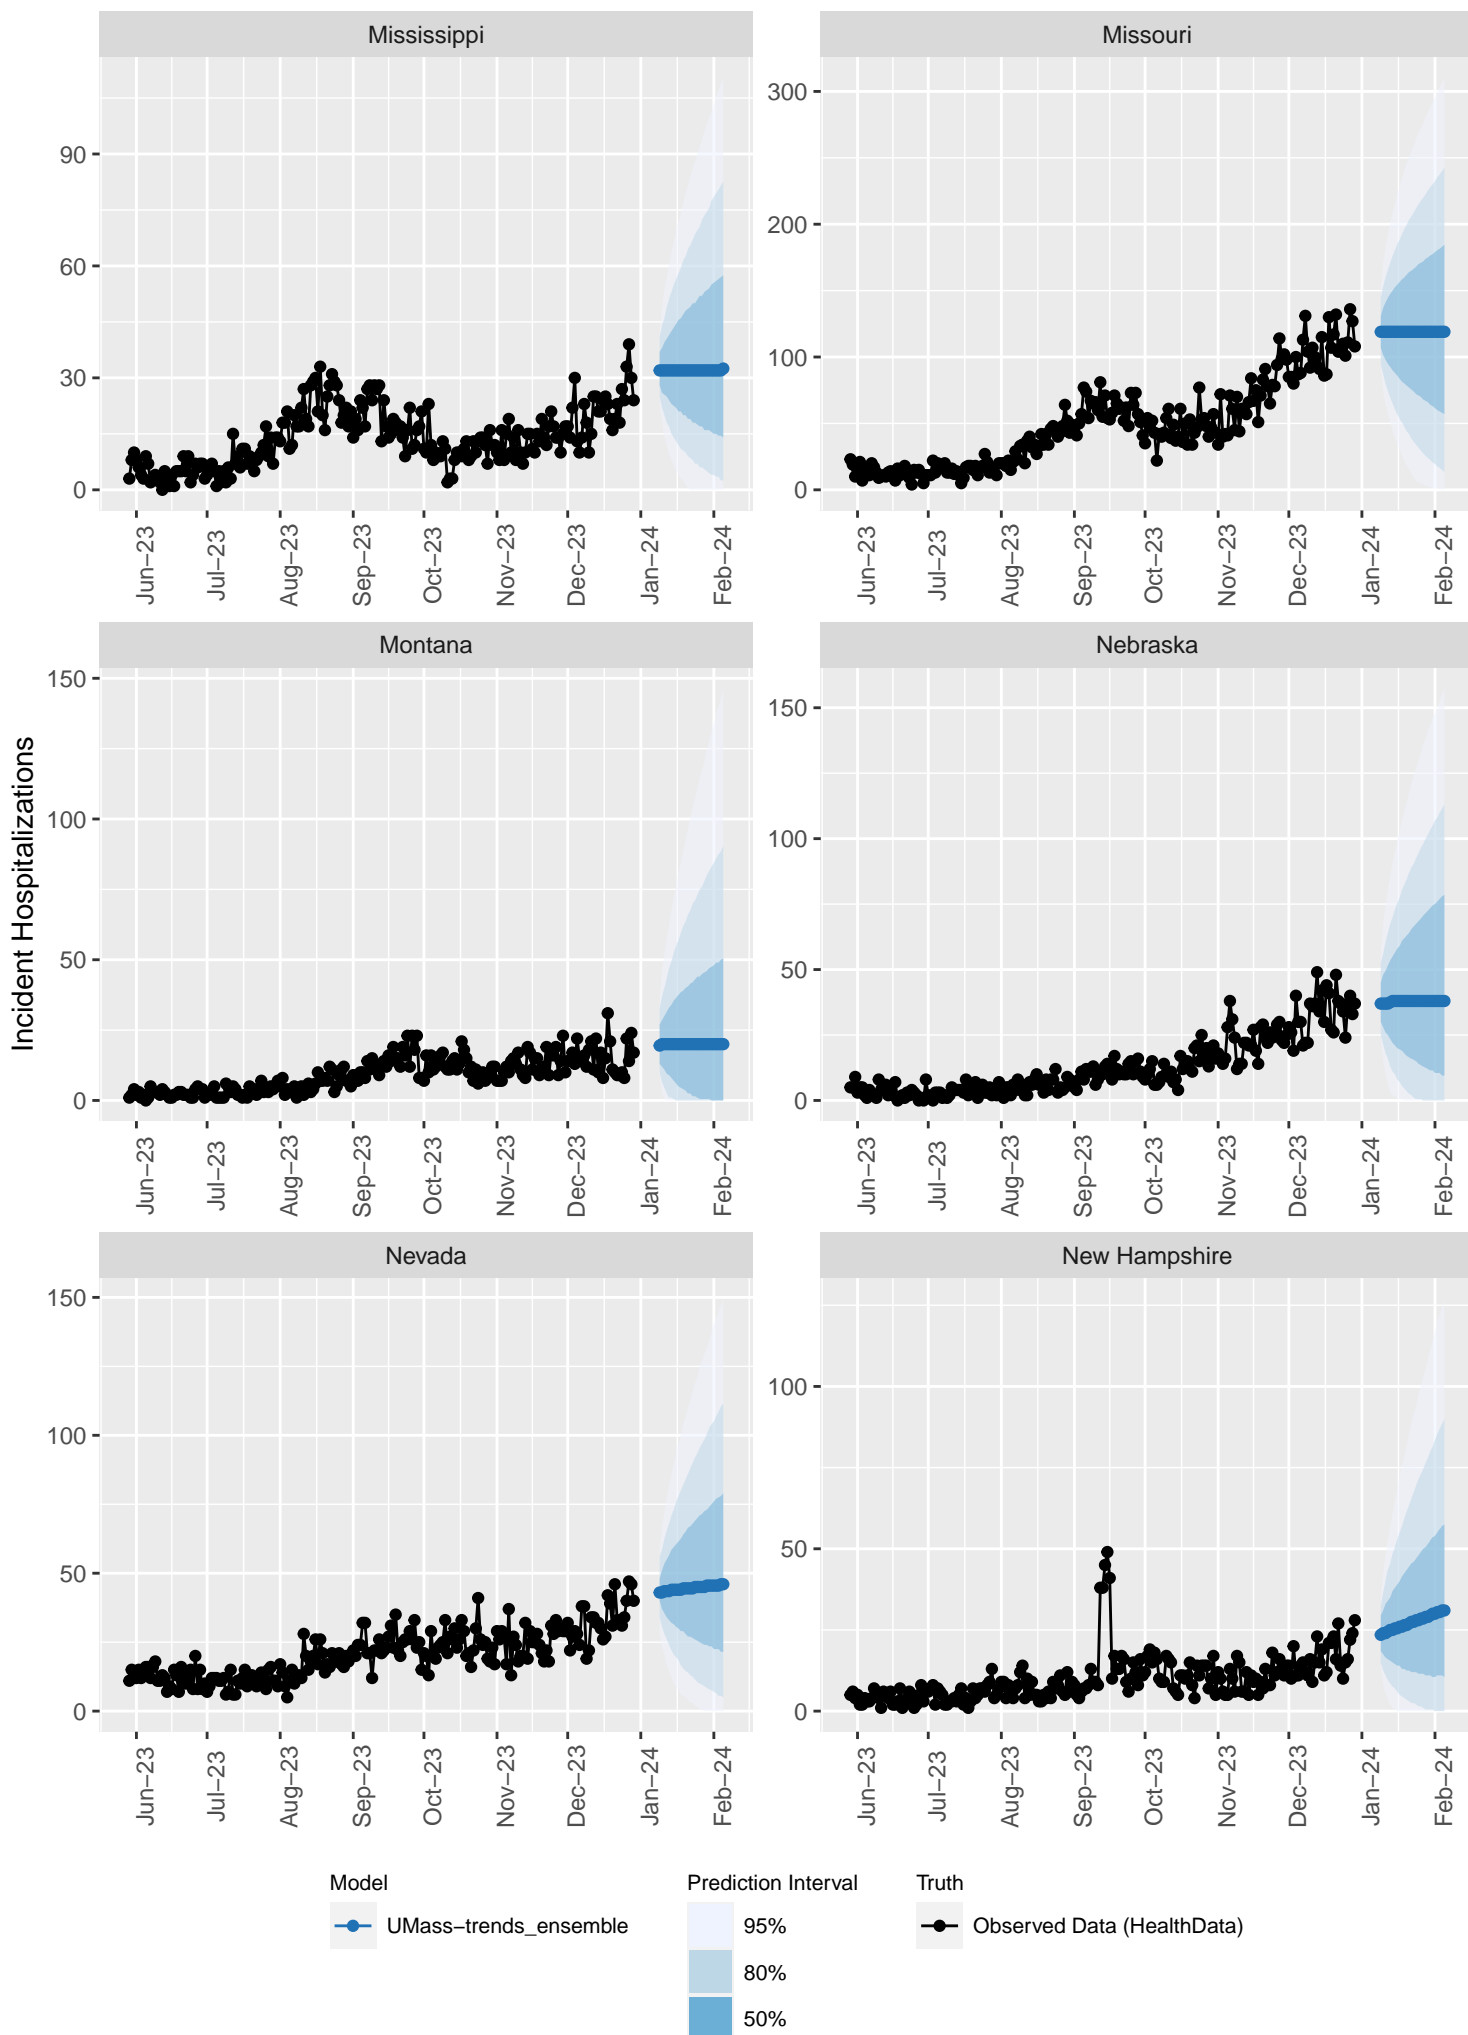 Mississippi
Missouri
90
60
30
0
300
200
100
0
Jun−23
Jul−23
Aug−23
Sep−23
Oct−23
Nov−23
Dec−23
Jan−24
Feb−24
Jun−23
Jul−23
Aug−23
Sep−23
Oct−23
Nov−23
Dec−23
Jan−24
Feb−24
Incident Hospitalizations
Montana
Nebraska
150
100
50
0
150
100
50
0
Jun−23
Jul−23
Aug−23
Sep−23
Oct−23
Nov−23
Dec−23
Jan−24
Feb−24
Jun−23
Jul−23
Aug−23
Sep−23
Oct−23
Nov−23
Dec−23
Jan−24
Feb−24
Nevada
New Hampshire
150
100
50
0
100
50
0
Jun−23
Jul−23
Aug−23
Sep−23
Oct−23
Nov−23
Dec−23
Jan−24
Feb−24
Jun−23
Jul−23
Aug−23
Sep−23
Oct−23
Nov−23
Dec−23
Jan−24
Feb−24
Model
UMass−trends_ensemble
Prediction Interval
95%
80%
50%
Truth
Observed Data (HealthData)